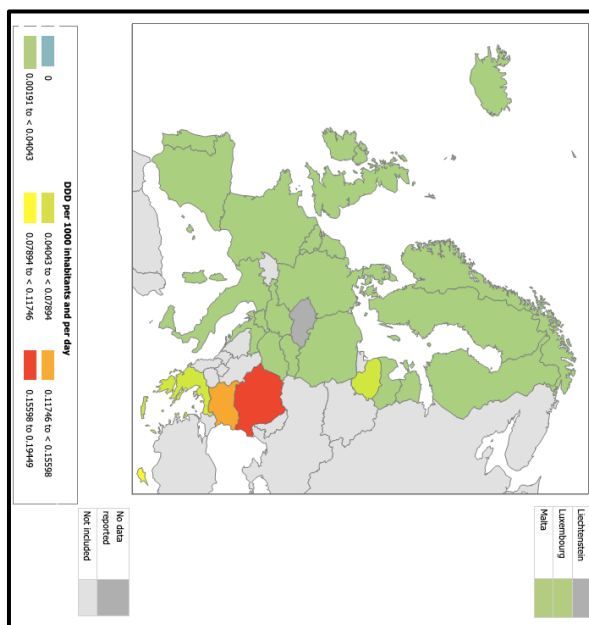 Liechtenstein
Luxembourg
Malta
No data
reported
Not included
DDD per 1000 inhabitants and per day
0
0.00191 to < 0.04043
0.04043 to < 0.07894
0.07894 to < 0.11746
0.11746 to < 0.15598
0.15598 to 0.19449